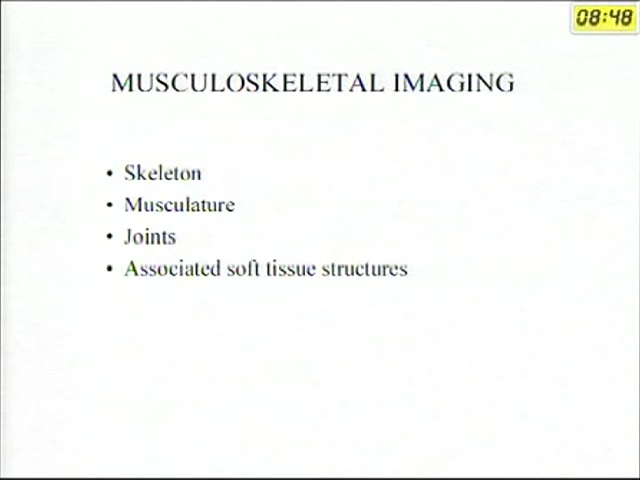 08:48
MUSCULOSKELETAL IMAGING
• Skeleton
• Musculature
• Joints
• Associated soft tissue structures